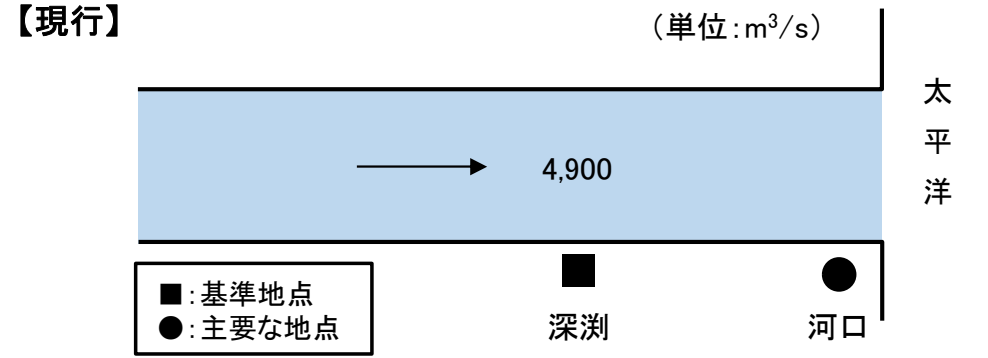 【現行】
（単位:m³/s）
太平洋
4,900
■:基準地点
●:主要な地点
深渕
河口